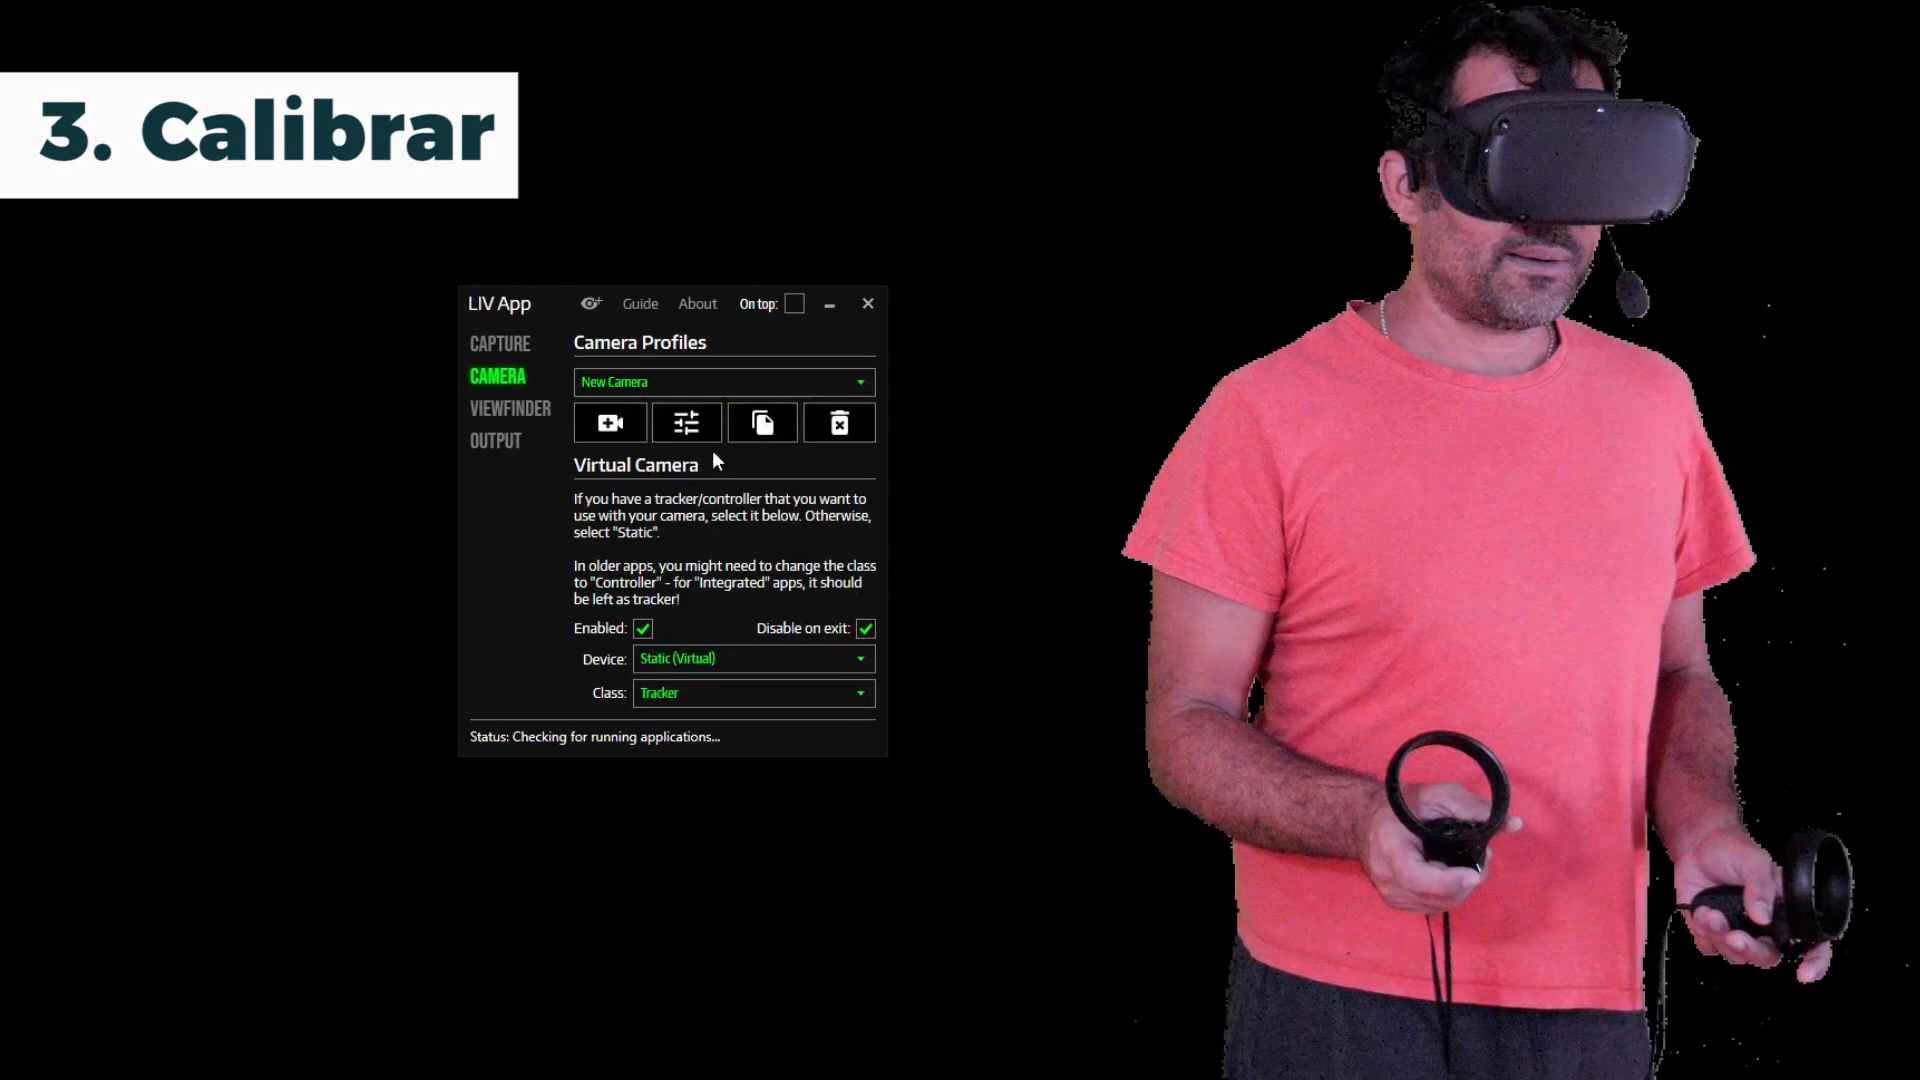 3. Calibrar
LIV App
Guide
About
On top:
CAPTURE
CAMERA
VIEWFINDER
OUTPUT
Camera Profiles
New Camera
Virtual Camera
If you have a tracker/controller that you want to
use with your camera, select it below. Otherwise,
select "Static".
In older apps, you might need to change the class
to "Controller" - for "Integrated" apps, it should
be left as tracker!
Enabled:
Disable on exit:
Device:
Static (Virtual)
Class:
Tracker
Status: Checking for running applications...